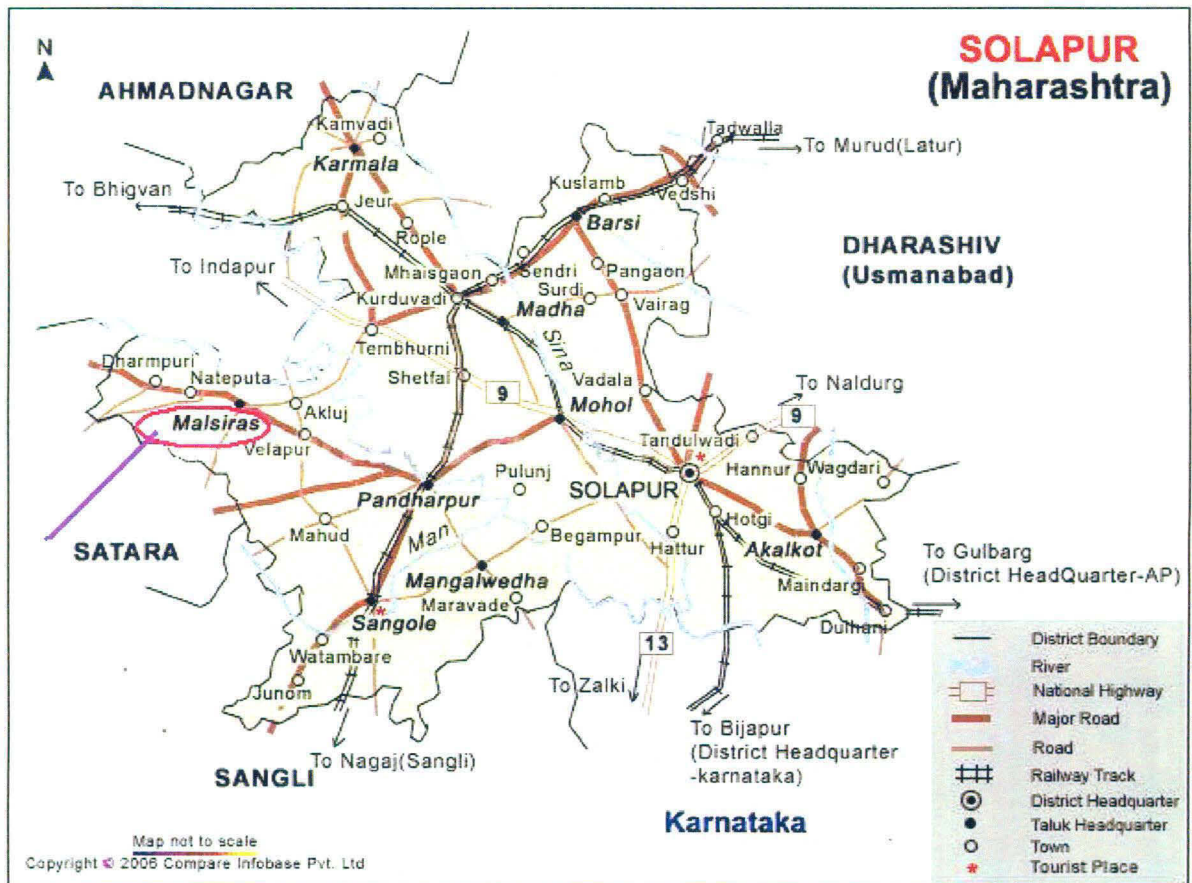 N
SOLAPUR
(Maharashtra)
AHMADNAGAR
Kamvadi
Karmala
Tadwalla
To Murud(Latur)
To Bhigvan
Jeur
Kuslamb
Vedshi
Barsi
Rople
DHARASHIV
(Usmanabad)
To Indapur
Mhaisgaon
Sendri
Pangaon
Surdi
Kurduvadi
Madha
Vairag
Sina
Tembhurni
Dharmpuri
Nateputa
Shetfal
9
Vadala
To Naldurg
Akluj
Mohol
9
Malsiras
Velapur
Tandulwadi
Hannur
Wagdari
Pulunj
SOLAPUR
Pandharpur
Hotgi
Mahud
Man
Begampur
Hattur
Akalkot
SATARA
To Gulbarg
(District HeadQuarter-AP)
Mangalwedha
Maindargi
Maravade
Sangole
Dulhani
Watambare
13
Junom
To Zalki
To Bijapur
(District Headquarter
-karnataka)
To Nagaj(Sangli)
SANGLI
Karnataka
District Boundary
River
National Highway
Major Road
Road
Railway Track
District Headquarter
Taluk Headquarter
Town
Tourist Place
Map not to scale
Copyright © 2006 Compare Infobase Pvt. Ltd